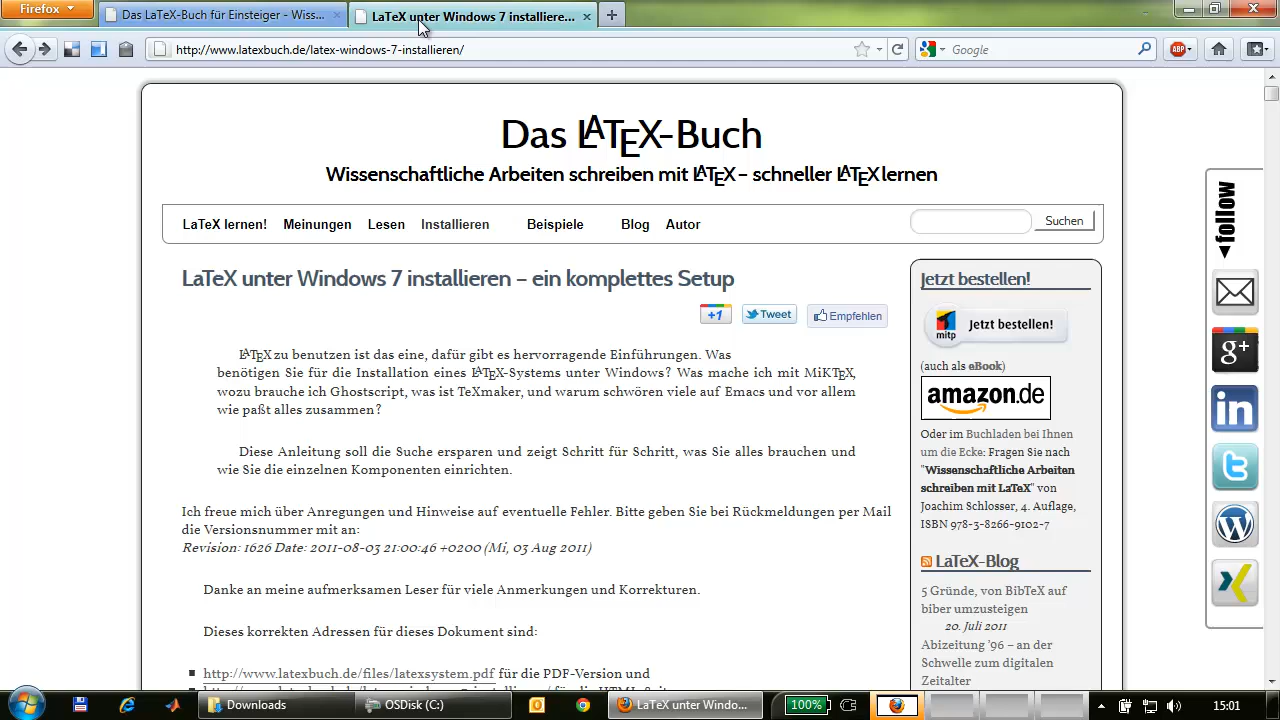 Firefox
Das LaTeX-Buch für Einsteiger - Wiss...
LaTeX unter Windows 7 installiere...
http://www.latexbuch.de/latex-windows-7-installieren/
Google
ABP
Das LATEX-Buch
Wissenschaftliche Arbeiten schreiben mit LATEX – schneller LATEX lernen
LaTeX lernen! Meinungen Lesen Installieren Beispiele Blog Autor
Suchen
LaTeX unter Windows 7 installieren – ein komplettes Setup
+1 Tweet Empfehlen
LATEX zu benutzen ist das eine, dafür gibt es hervorragende Einführungen. Was
benötigen Sie für die Installation eines LATEX-Systems unter Windows? Was mache ich mit MiKTEX,
wozu brauche ich Ghostscript, was ist TeXmaker, und warum schwören viele auf Emacs und vor allem
wie paßt alles zusammen?
Diese Anleitung soll die Suche ersparen und zeigt Schritt für Schritt, was Sie alles brauchen und
wie Sie die einzelnen Komponenten einrichten.
Ich freue mich über Anregungen und Hinweise auf eventuelle Fehler. Bitte geben Sie bei Rückmeldungen per Mail
die Versionsnummer mit an:
Revision: 1626 Date: 2011-08-03 21:00:46 +0200 (Mi, 03 Aug 2011)
Danke an meine aufmerksamen Leser für viele Anmerkungen und Korrekturen.
Dieses korrekten Adressen für dieses Dokument sind:
http://www.latexbuch.de/files/latexsystem.pdf für die PDF-Version und
Jetzt bestellen!
mitp Jetzt bestellen!
(auch als eBook)
amazon.de
Oder im Buchladen bei Ihnen
um die Ecke: Fragen Sie nach
"Wissenschaftliche Arbeiten
schreiben mit LaTeX" von
Joachim Schlosser, 4. Auflage,
ISBN 978-3-8266-9102-7
LaTeX-Blog
5 Gründe, von BibTeX auf
biber umzusteigen
20. Juli 2011
Abizeitung '96 – an der
Schwelle zum digitalen
Zeitalter
follow
g+
in
t
W
Downloads
OSDisk (C:)
LaTeX unter Windo...
100%
15:01